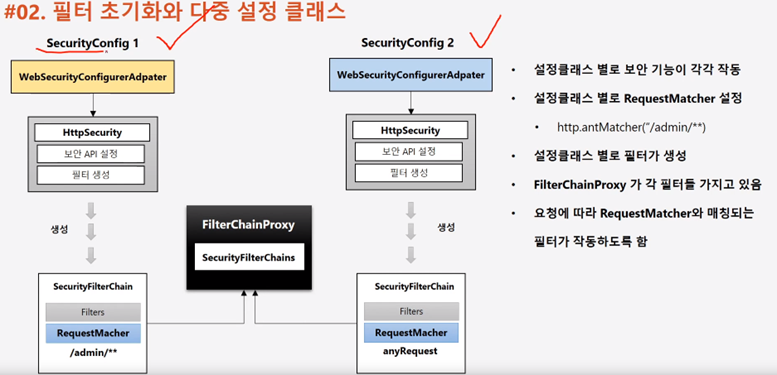 #02. 필터 초기화와 다중 설정 클래스
SecurityConfig 1
WebSecurityConfigurerAdpater
HttpSecurity
보안 API 설정
필터 생성
생성
SecurityFilterChain
Filters
RequestMacher
/admin/**
FilterChainProxy
SecurityFilterChains
SecurityConfig 2
WebSecurityConfigurerAdpater
HttpSecurity
보안 API 설정
필터 생성
생성
SecurityFilterChain
Filters
RequestMacher
anyRequest
• 설정클래스 별로 보안 기능이 각각 작동
• 설정클래스 별로 RequestMatcher 설정
• http.antMatcher("/admin/**)
• 설정클래스 별로 필터가 생성
• FilterChainProxy 가 각 필터들 가지고 있음
• 요청에 따라 RequestMatcher와 매칭되는
필터가 작동하도록 함